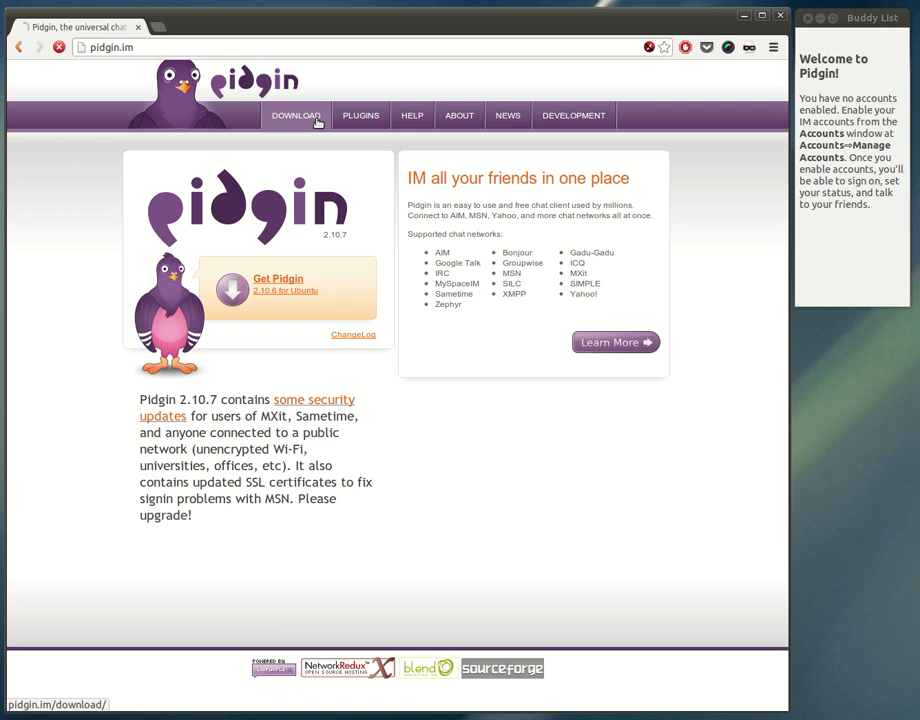 Pidgin, the universal chat
pidgin.im
pidgin
DOWNLOAD
PLUGINS
HELP
ABOUT
NEWS
DEVELOPMENT
pidgin
2.10.7
Get Pidgin
2.10.6 for Ubuntu
ChangeLog
Pidgin 2.10.7 contains some security
updates for users of MXit, Sametime,
and anyone connected to a public
network (unencrypted Wi-Fi,
universities, offices, etc). It also
contains updated SSL certificates to fix
signin problems with MSN. Please
upgrade!
IM all your friends in one place
Pidgin is an easy to use and free chat client used by millions.
Connect to AIM, MSN, Yahoo, and more chat networks all at once.
Supported chat networks:
AIM
Google Talk
IRC
MySpaceIM
Sametime
Zephyr
Bonjour
Groupwise
MSN
SILC
XMPP
Gadu-Gadu
ICQ
MXit
SIMPLE
Yahoo!
Learn More
POWERED BY
NetworkRedux™
OPEN SOURCE HOSTING
blend
sourceforge
pidgin.im/download/
Buddy List
Welcome to
Pidgin!
You have no accounts
enabled. Enable your
IM accounts from the
Accounts window at
Accounts⇨Manage
Accounts. Once you
enable accounts, you'll
be able to sign on, set
your status, and talk
to your friends.